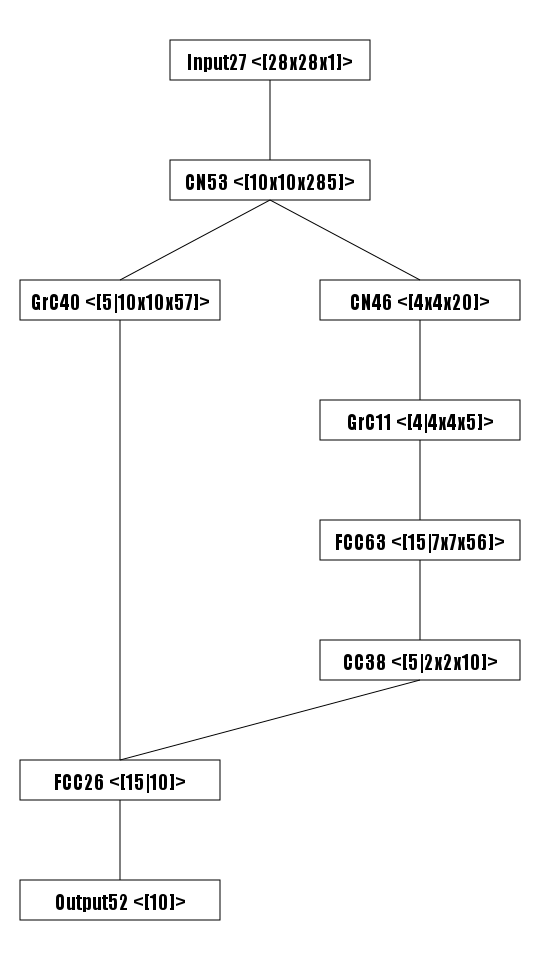 Input27 <[28x28x1]>
CN53 <[10x10x285]>
GrC40 <[5|10x10x57]>
CN46 <[4x4x20]>
GrC11 <[4|4x4x5]>
FCC63 <[15|7x7x56]>
CC38 <[5|2x2x10]>
FCC26 <[15|10]>
Output52 <[10]>